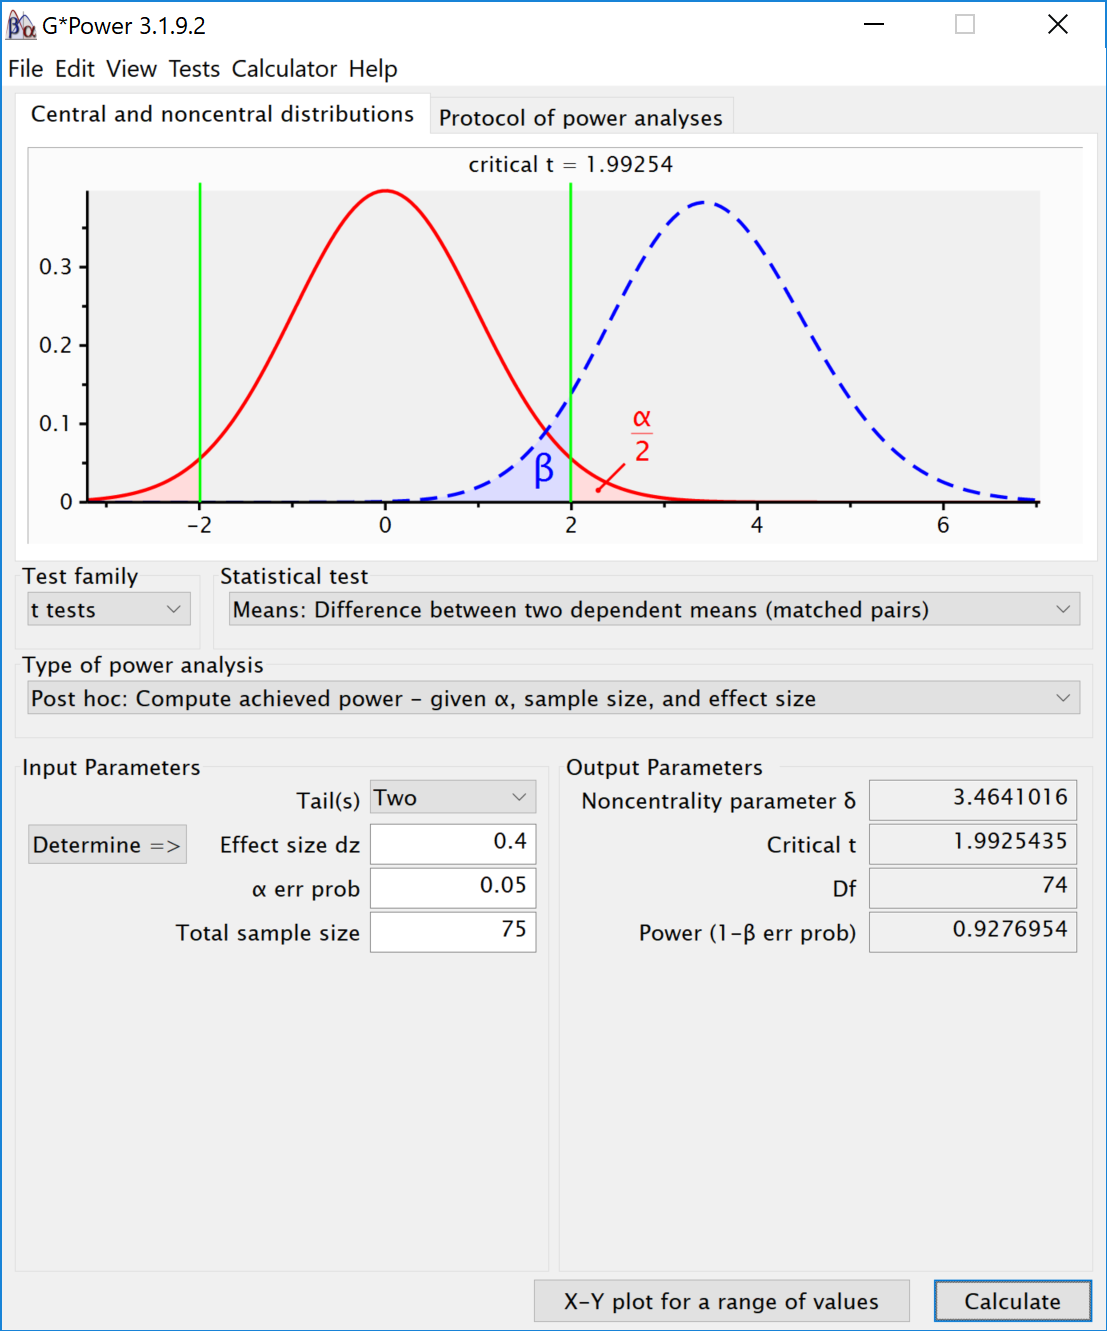 G*Power 3.1.9.2
File Edit View Tests Calculator Help
Central and noncentral distributions
Protocol of power analyses
critical t = 1.99254
0.3
0.2
0.1
0
−2
0
2
4
6
β
α
2
Test family
Statistical test
t tests
Means: Difference between two dependent means (matched pairs)
Type of power analysis
Post hoc: Compute achieved power – given α, sample size, and effect size
Input Parameters
Output Parameters
Tail(s) Two
Noncentrality parameter δ 3.4641016
Determine => Effect size dz 0.4
Critical t 1.9925435
α err prob 0.05
Df 74
Total sample size 75
Power (1–β err prob) 0.9276954
X–Y plot for a range of values
Calculate